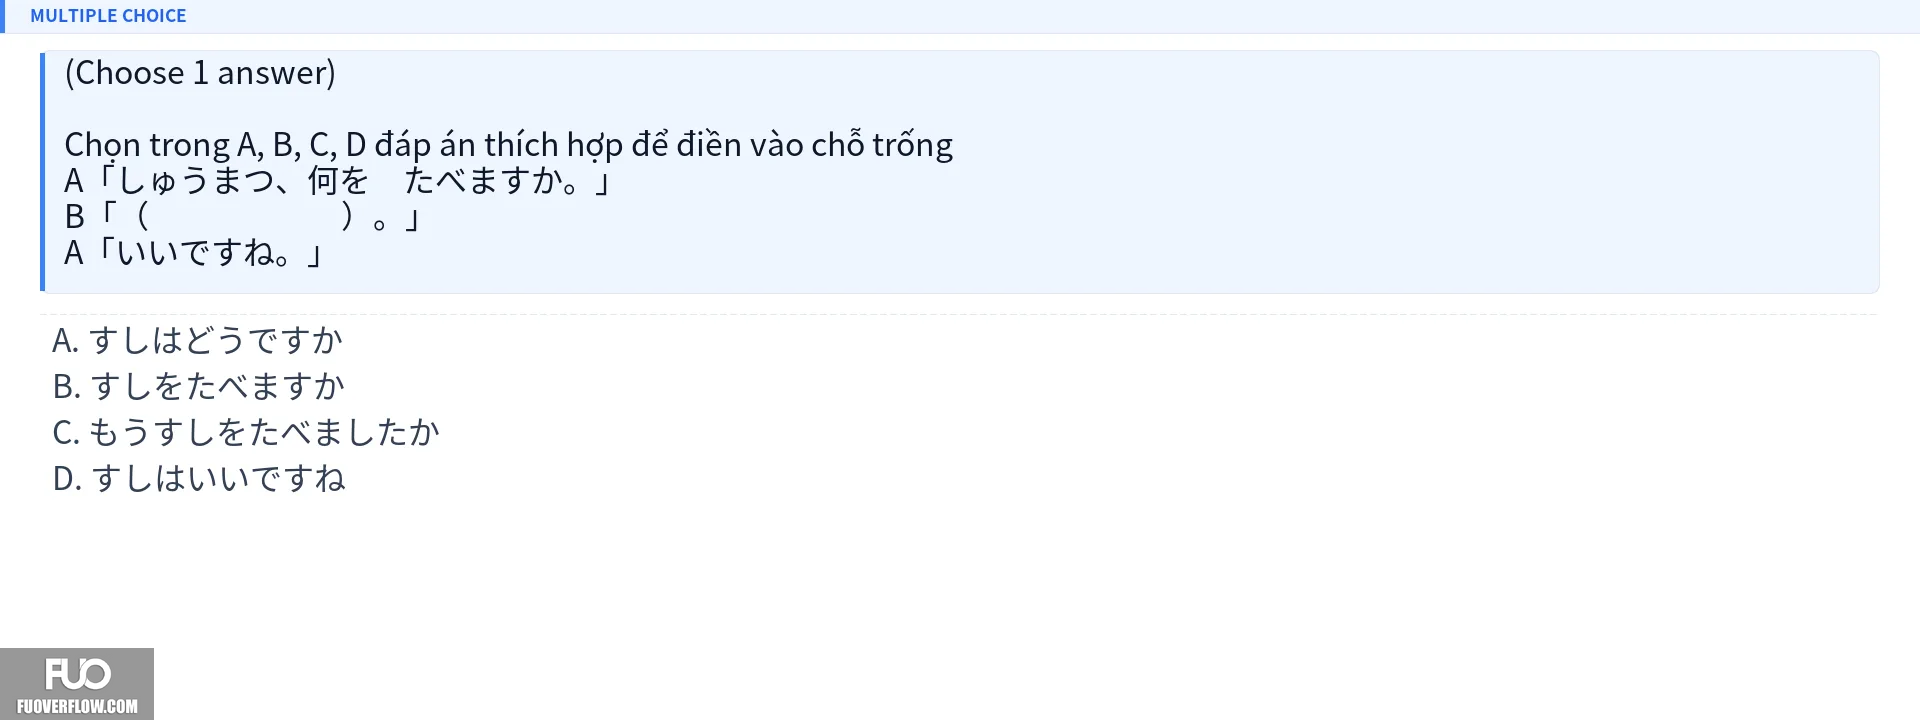 MULTIPLE CHOICE
(Choose 1 answer)
Chọn trong A, B, C, D đáp án thích hợp để điền vào chỗ trống
A「しゅうまつ、何を　たべますか。」
B「（　　　　　　）。」
A「いいですね。」
A. すしはどうですか
B. すしをたべますか
C. もうすしをたべましたか
D. すしはいいですね
FUO
FUOVERFLOW.COM